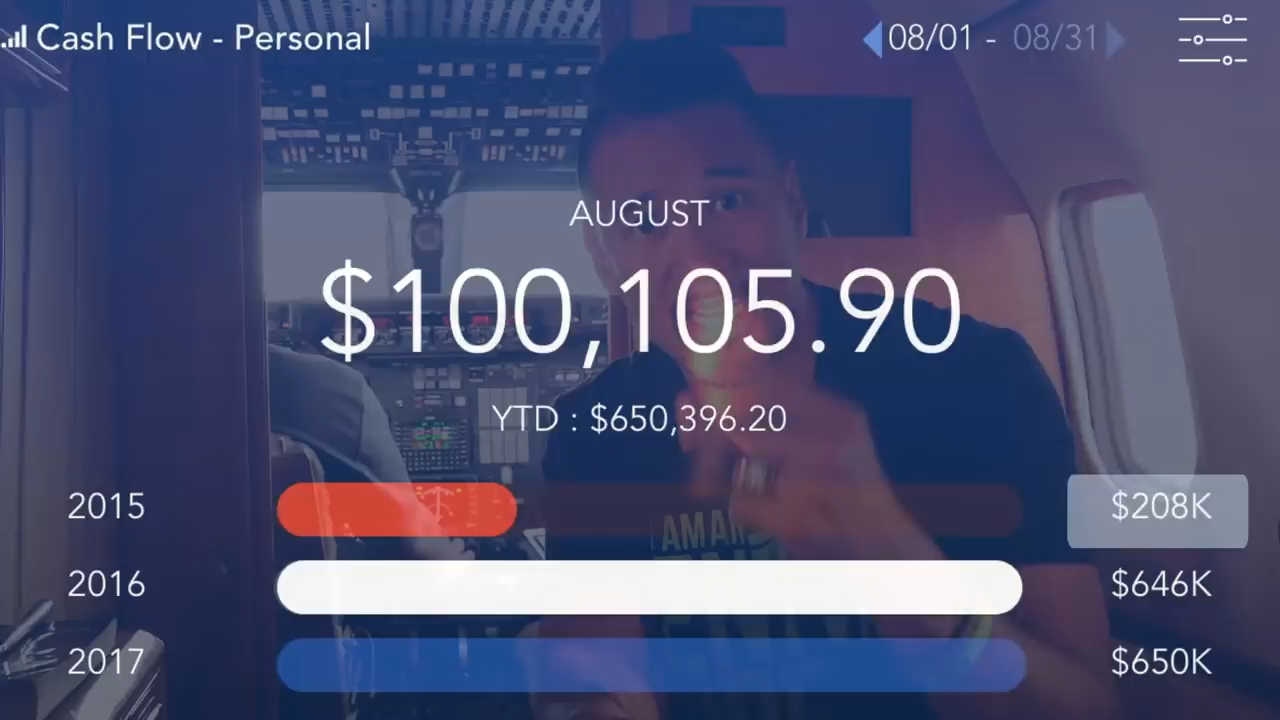 Cash Flow - Personal
08/01 - 08/31
AUGUST
$100,105.90
YTD : $650,396.20
2015 $208K
2016 $646K
2017 $650K